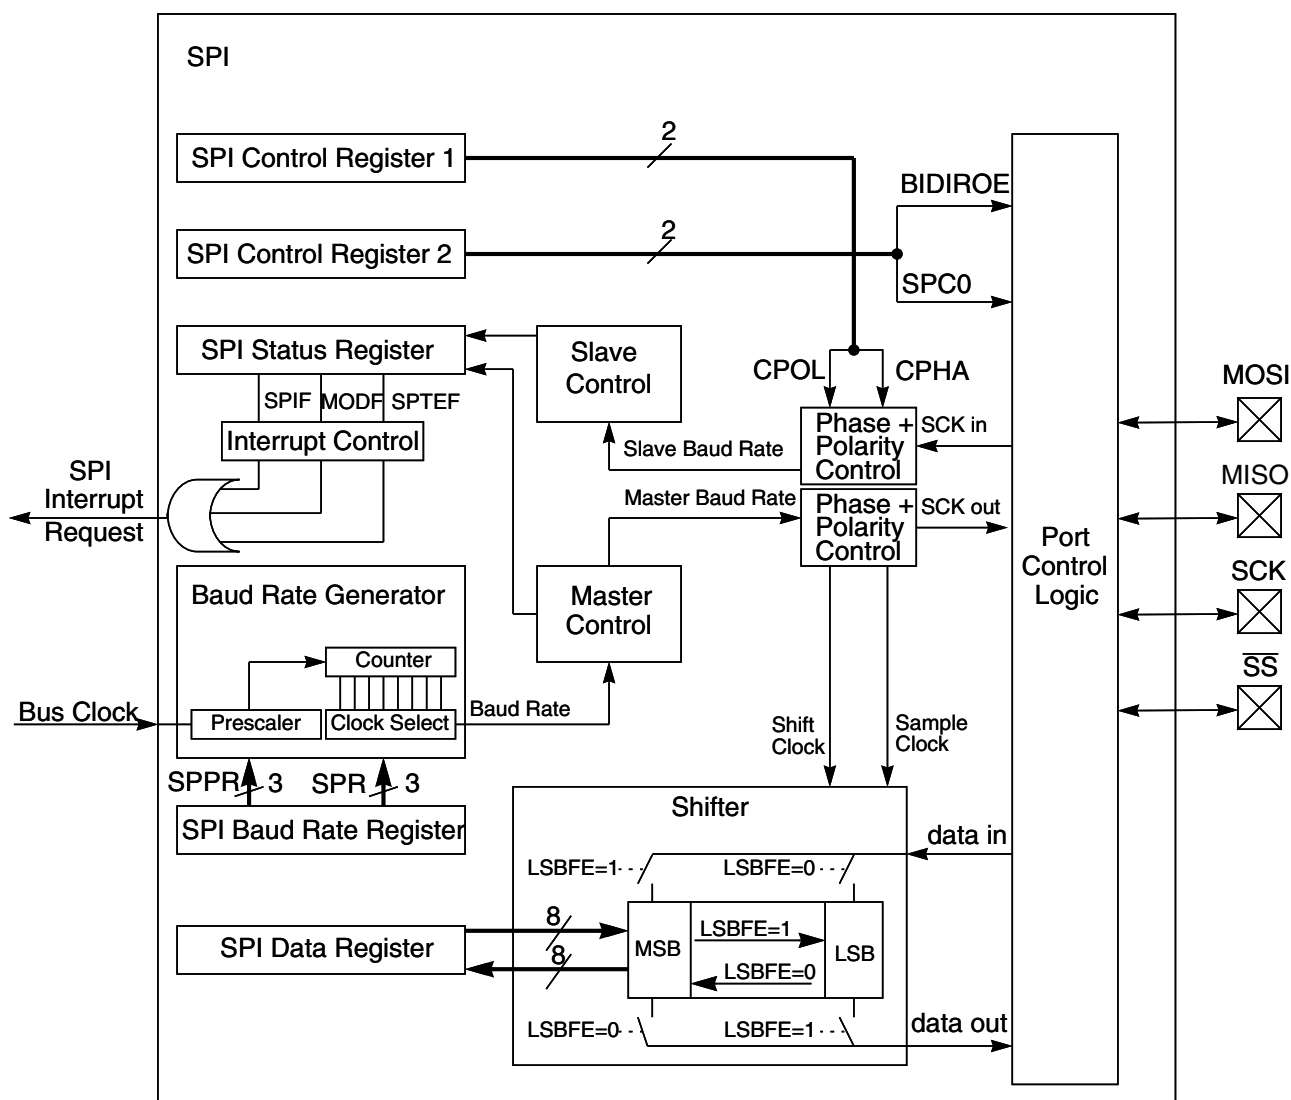 SPI
SPI Control Register 1
2
BIDIROE
SPI Control Register 2
2
SPC0
SPI Status Register
Slave
Control
CPOL
CPHA
MOSI
SPIF
MODF
SPTEF
Interrupt Control
Phase +
Polarity
Control
SCK in
Slave Baud Rate
SPI
Interrupt
Request
MISO
Master Baud Rate
Phase +
Polarity
Control
SCK out
Port
Control
Logic
SCK
Baud Rate Generator
Master
Control
Counter
SS
Bus Clock
Prescaler
Clock Select
Baud Rate
Shift
Clock
Sample
Clock
SPPR
3
SPR
3
SPI Baud Rate Register
Shifter
data in
LSBFE=1
LSBFE=0
SPI Data Register
8
8
MSB
LSBFE=1
LSBFE=0
LSB
LSBFE=0
LSBFE=1
data out